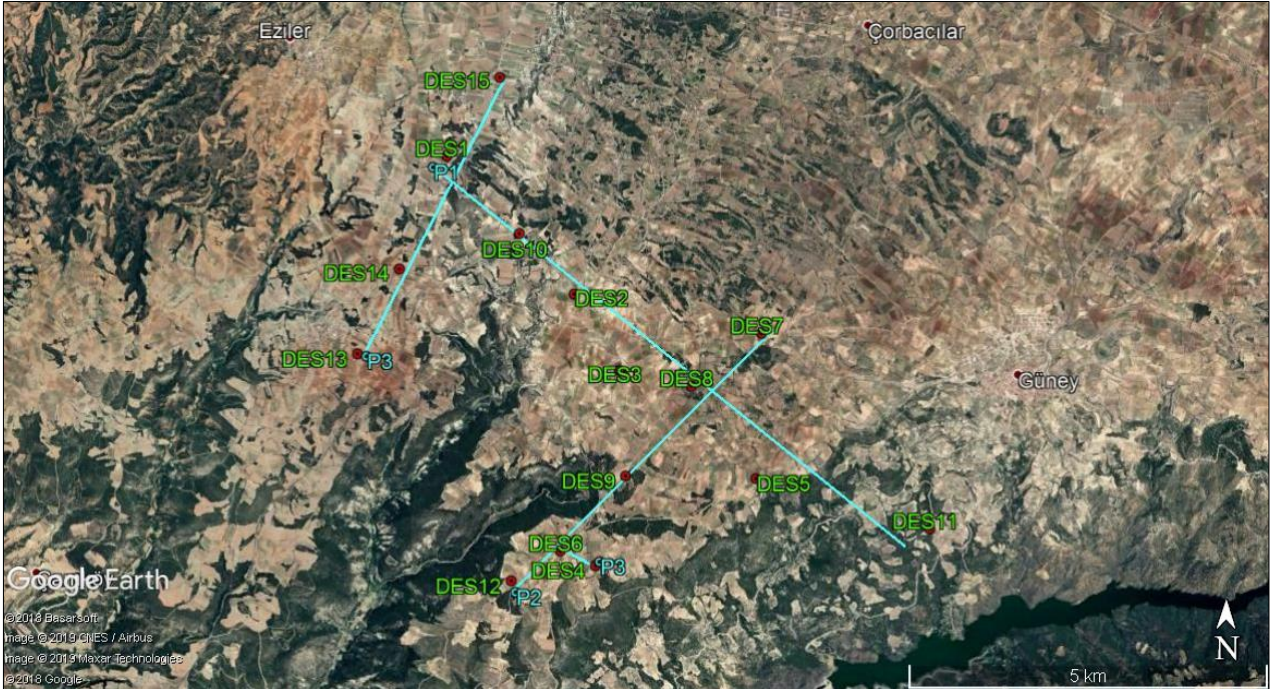 Eziler
Çorbacılar
DES15
DES1
P1
DES10
DES14
DES2
DES7
DES13
P3
DES3
DES8
Güney
DES9
DES5
DES11
DES6
DES4
P3
DES12
P2
Google Earth
©2018 Basarsoft
Image ©2019 CNES / Airbus
Image ©2019 Maxar Technologies
©2018 Google
N
5 km